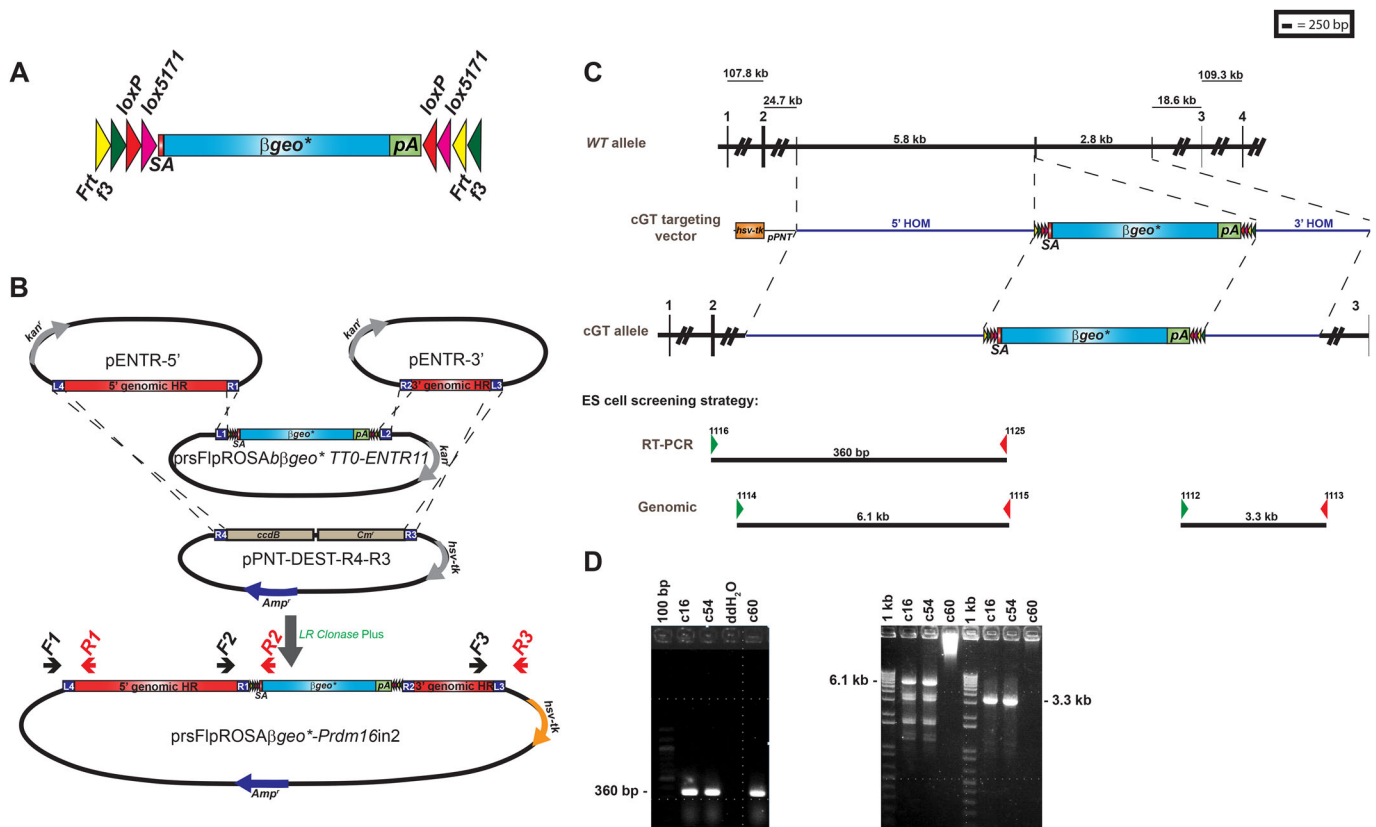 = 250 bp
A
loxP
lox5171
loxP
lox5171
βgeo*
pA
SA
Frt
f3
Frt
f3
B
kanʳ
kanʳ
pENTR-5’
pENTR-3’
L4
5’ genomic HR
R1
R2
3’ genomic HR
L3
L1
SA
βgeo*
pA
L2
prsFlpROSAbβgeo* TT0-ENTR11
kanʳ
R4
ccdB
Cmʳ
R3
pPNT-DEST-R4-R3
hsv-tk
Ampʳ
LR Clonase Plus
F1
R1
F2
R2
F3
R3
L4
5’ genomic HR
R1
SA
βgeo*
pA
R2
3’ genomic HR
L3
hsv-tk
prsFlpROSAβgeo*-Prdm16in2
Ampʳ
C
107.8 kb
24.7 kb
109.3 kb
18.6 kb
1
2
3
4
WT allele
5.8 kb
2.8 kb
cGT targeting
vector
hsv-tk
pPNT
5’ HOM
SA
βgeo*
pA
3’ HOM
cGT allele
1
2
3
SA
βgeo*
pA
ES cell screening strategy:
RT-PCR
1116
1125
360 bp
Genomic
1114
1115
6.1 kb
1112
1113
3.3 kb
D
100 bp
c16
c54
ddH₂O
c60
360 bp -
1 kb
c16
c54
c60
1 kb
c16
c54
c60
6.1 kb -
- 3.3 kb